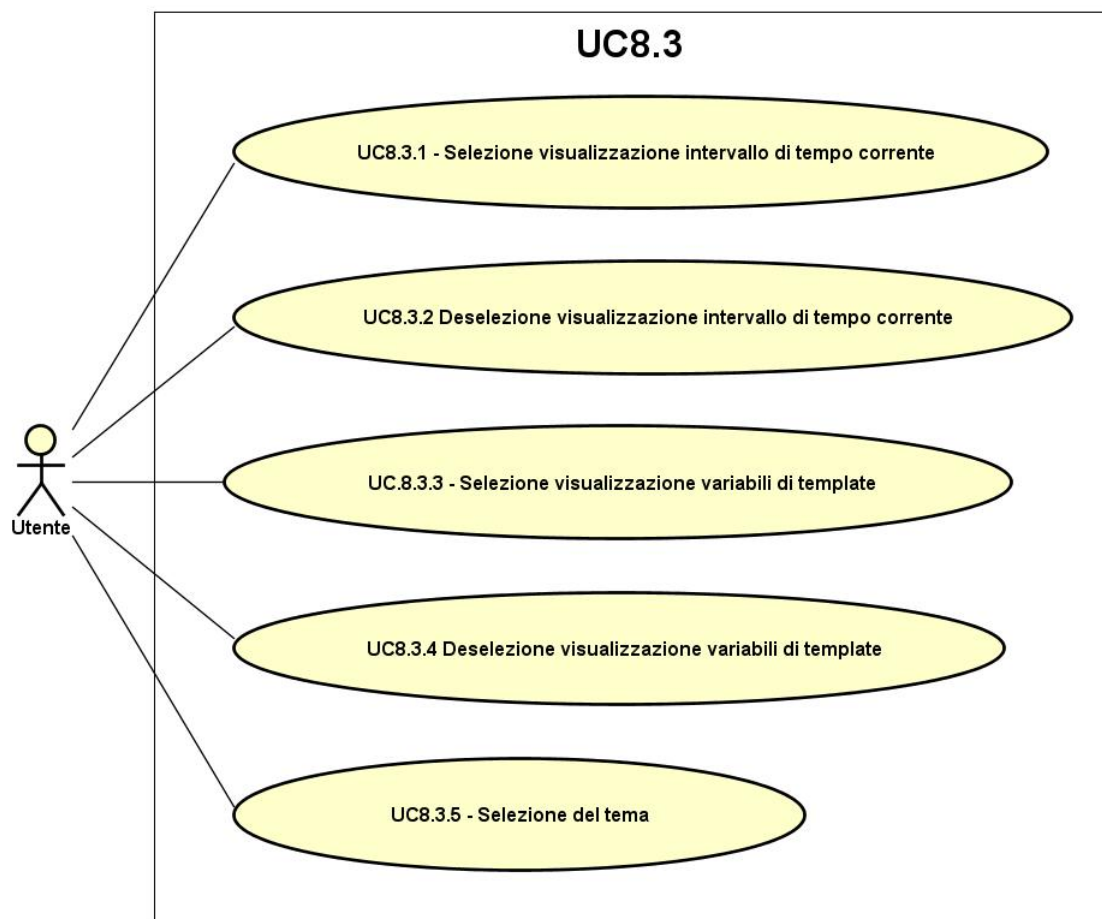 UC8.3
UC8.3.1 - Selezione visualizzazione intervallo di tempo corrente
UC8.3.2 Deselezione visualizzazione intervallo di tempo corrente
UC.8.3.3 - Selezione visualizzazione variabili di template
Utente
UC8.3.4 Deselezione visualizzazione variabili di template
UC8.3.5 - Selezione del tema